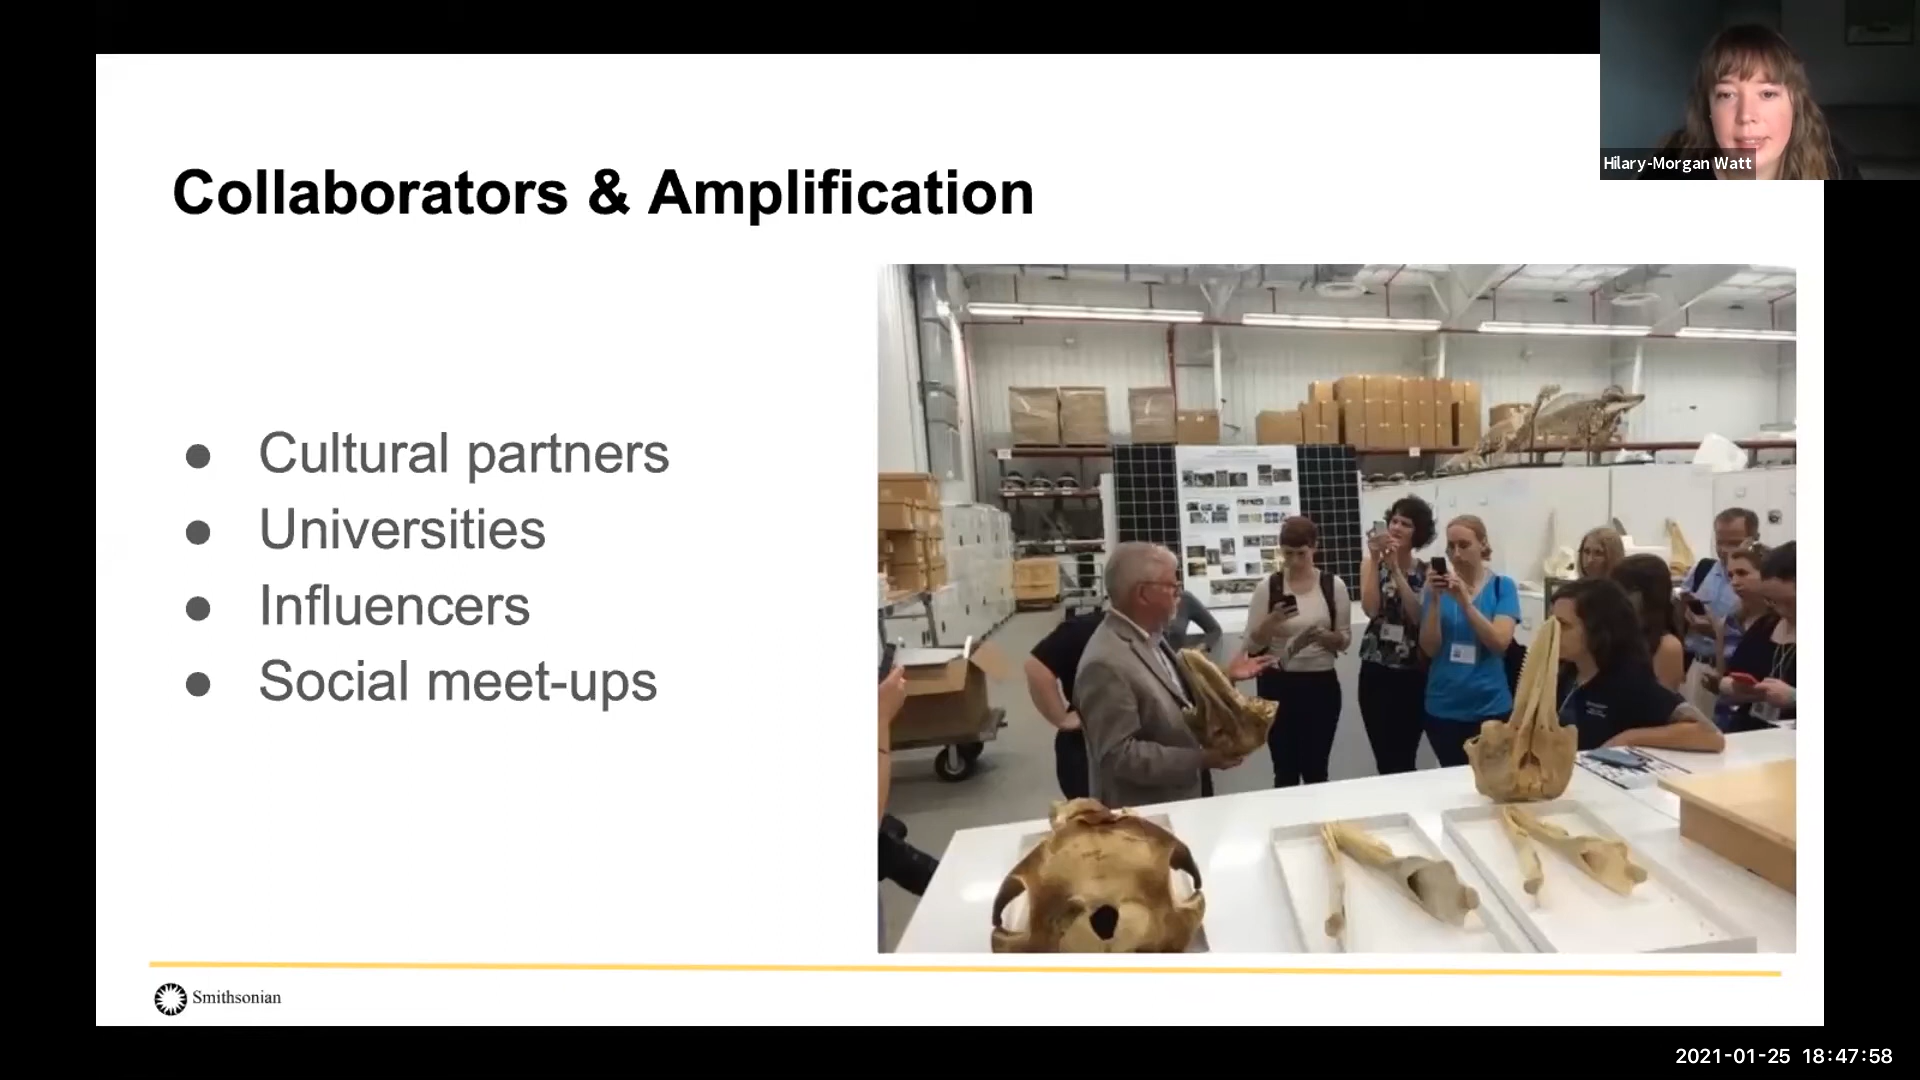 Hilary-Morgan Watt
Collaborators & Amplification
● Cultural partners
● Universities
● Influencers
● Social meet-ups
Smithsonian
2021-01-25 18:47:58